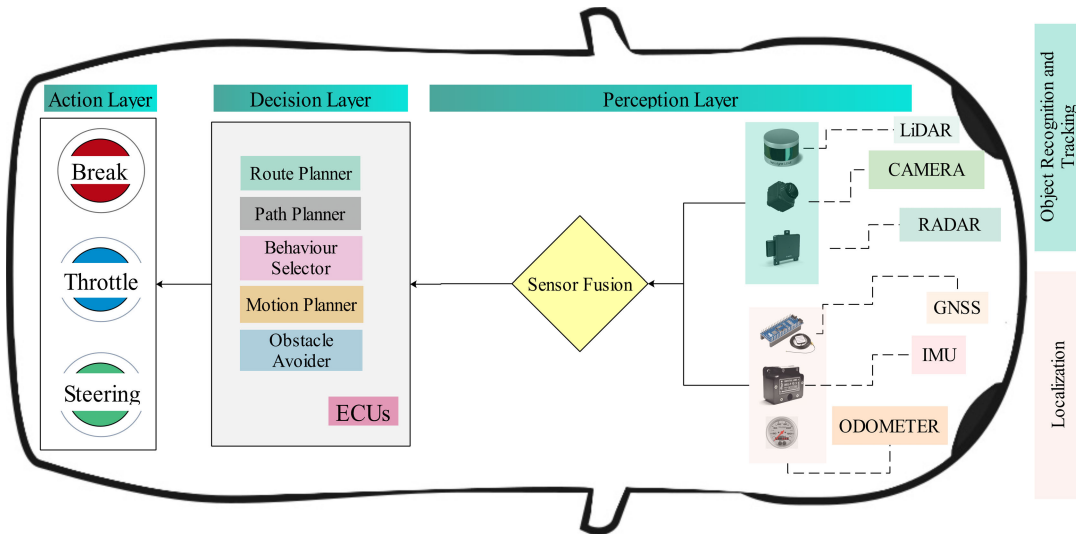 Action Layer
Decision Layer
Perception Layer
Break
Throttle
Steering
Route Planner
Path Planner
Behaviour
Selector
Motion Planner
Obstacle
Avoider
ECUs
Sensor Fusion
LiDAR
CAMERA
RADAR
GNSS
IMU
ODOMETER
Object Recognition and
Tracking
Localization